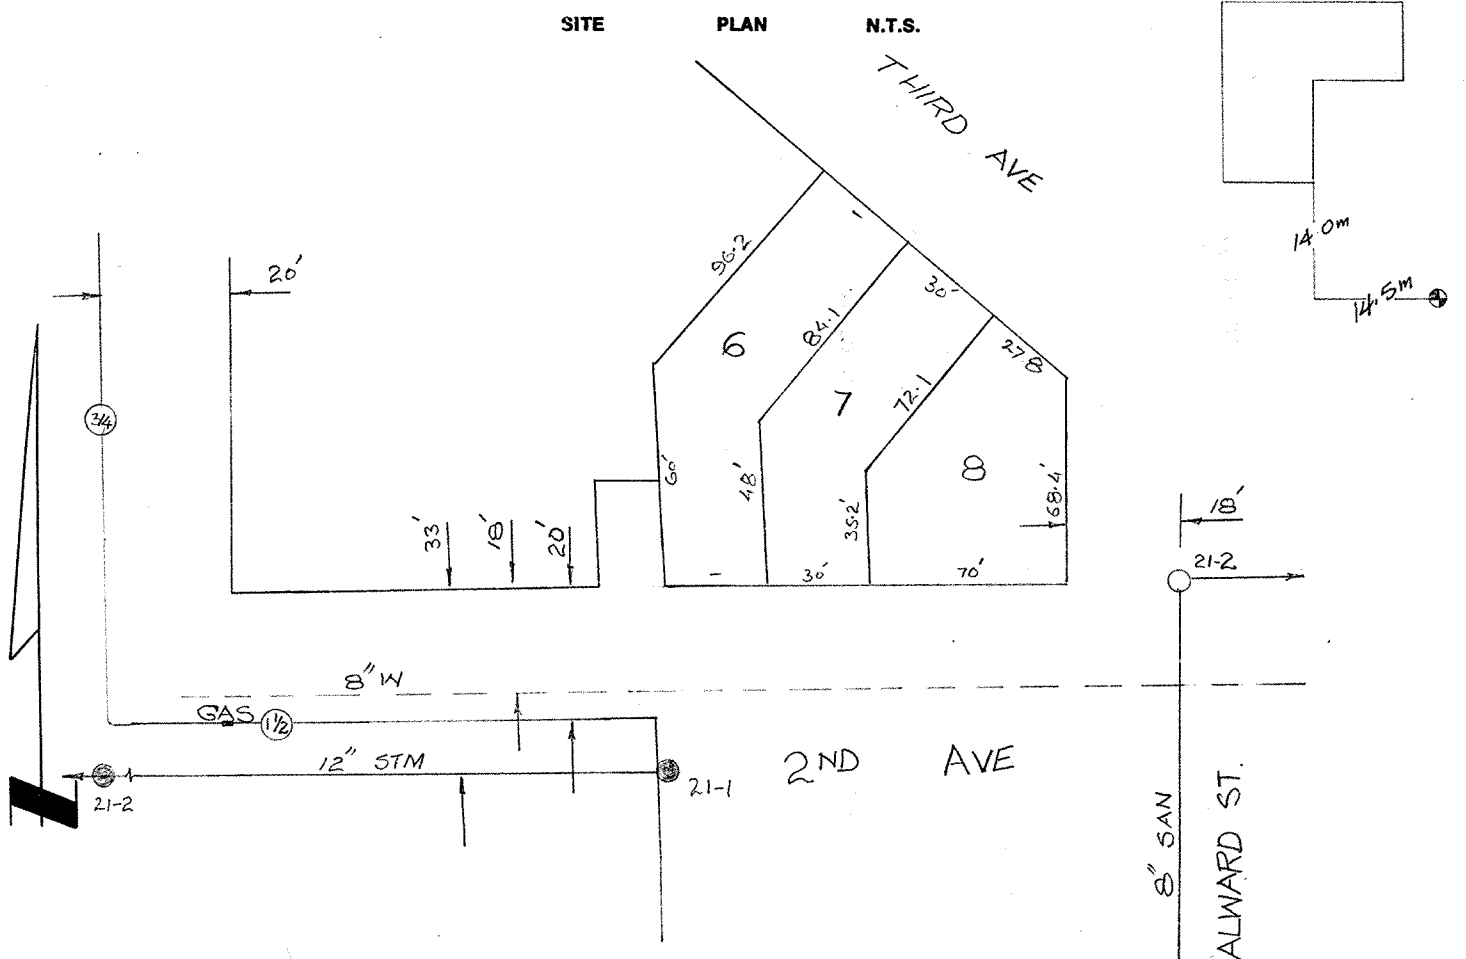 SITE PLAN N.T.S.
THIRD AVE
14.0m
14.5m
20'
96.2
30'
6
84.1
27.8
3/4
7
72.1
8
60'
48'
35.2'
68.4'
33'
18'
20'
18'
21-2
-
30'
70'
8" W
GAS 1 1/2
12" STM
2ND AVE
21-2
21-1
8" SAN
ALWARD ST.